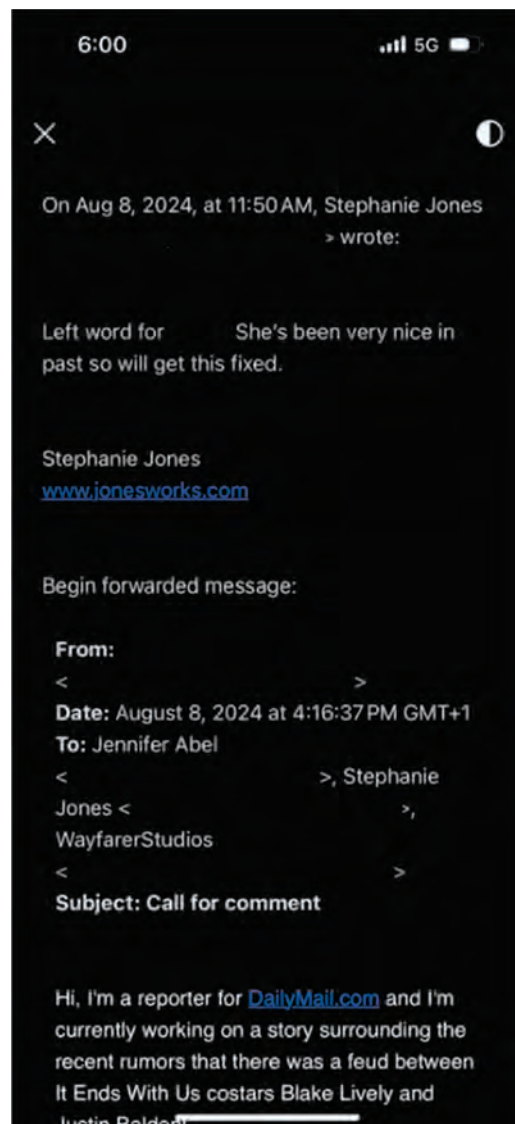 6:00
5G
On Aug 8, 2024, at 11:50 AM, Stephanie Jones
> wrote:
Left word for She's been very nice in
past so will get this fixed.
Stephanie Jones
www.jonesworks.com
Begin forwarded message:
From:
< >
Date: August 8, 2024 at 4:16:37 PM GMT+1
To: Jennifer Abel
< >, Stephanie
Jones < >,
WayfarerStudios
< >
Subject: Call for comment
Hi, I'm a reporter for DailyMail.com and I'm
currently working on a story surrounding the
recent rumors that there was a feud between
It Ends With Us costars Blake Lively and
Justin Baldoni